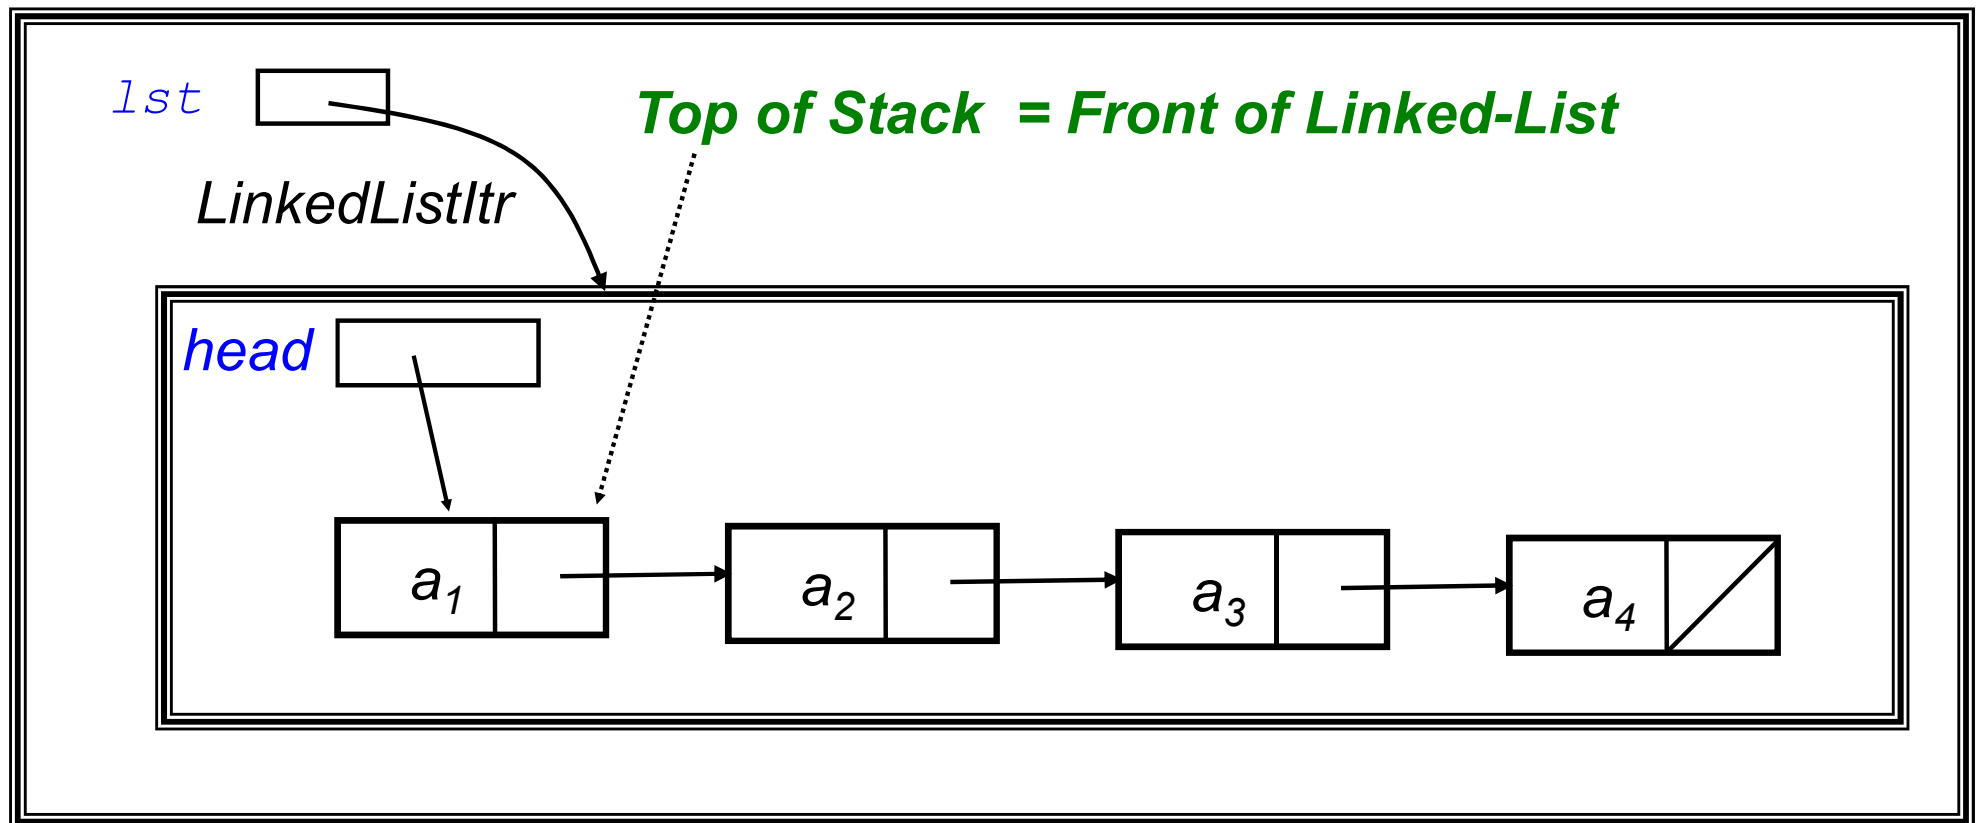 lst
Top of Stack = Front of Linked-List
LinkedListItr
head
a1 a2 a3 a4